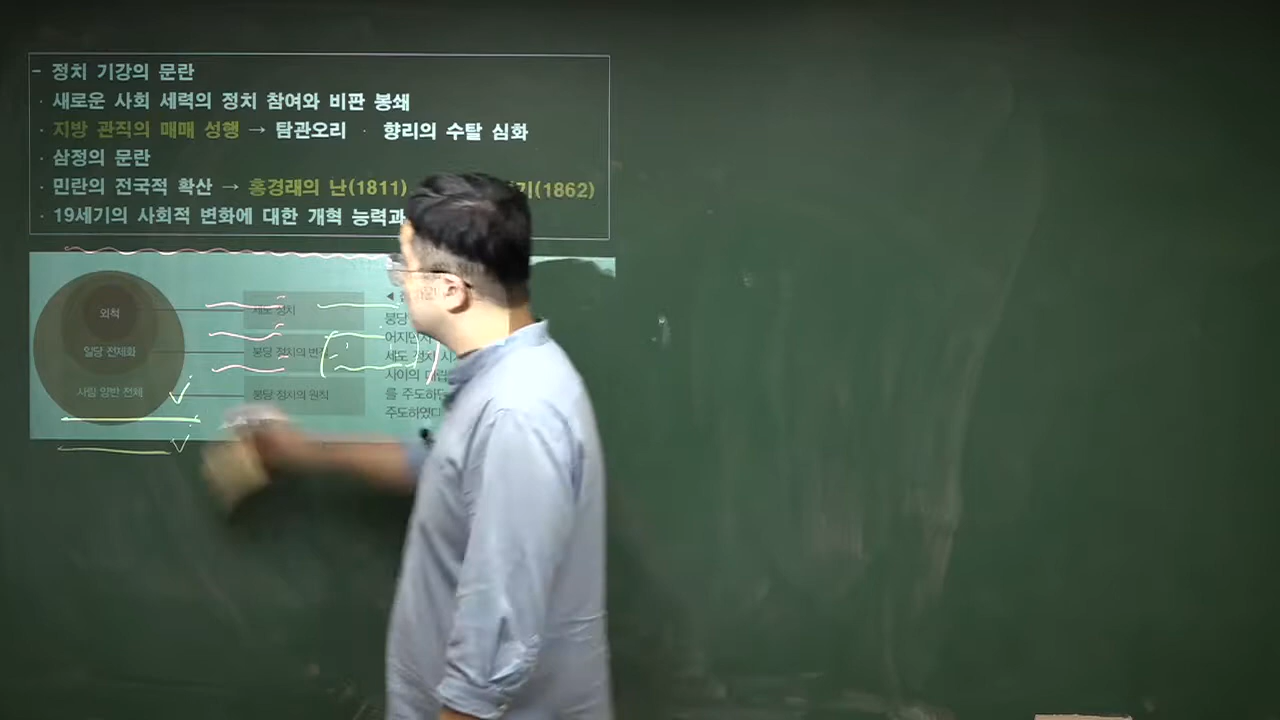 - 정치 기강의 문란
· 새로운 사회 세력의 정치 참여와 비판 봉쇄
· 지방 관직의 매매 성행 → 탐관오리 · 향리의 수탈 심화
· 삼정의 문란
· 민란의 전국적 확산 → 홍경래의 난(1811) (1862)
· 19세기의 사회적 변화에 대한 개혁 능력과
외척
세도 정치
일당 전제화
붕당 정치의 변질
사림 양반 전체
붕당 정치의 원칙
붕당
어지면서
세도 정치 시
사이의 대립
를 주도하던
주도하였다